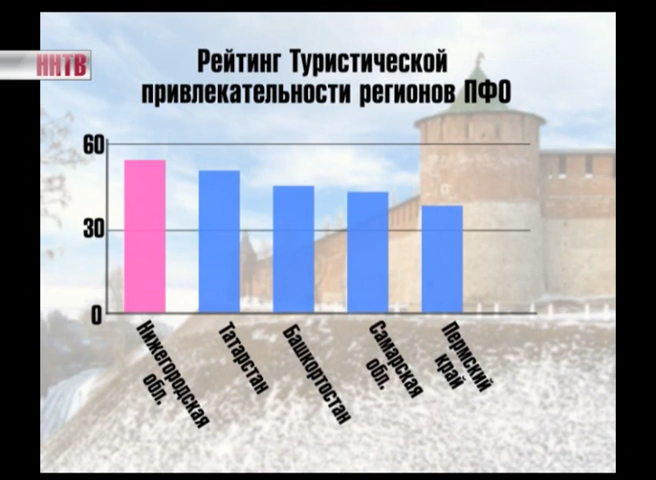 ННТВ
Рейтинг Туристической
привлекательности регионов ПФО
60
30
0
Нижегородская
обл.
Татарстан
Башкортостан
Самарская
обл.
Пермский
край